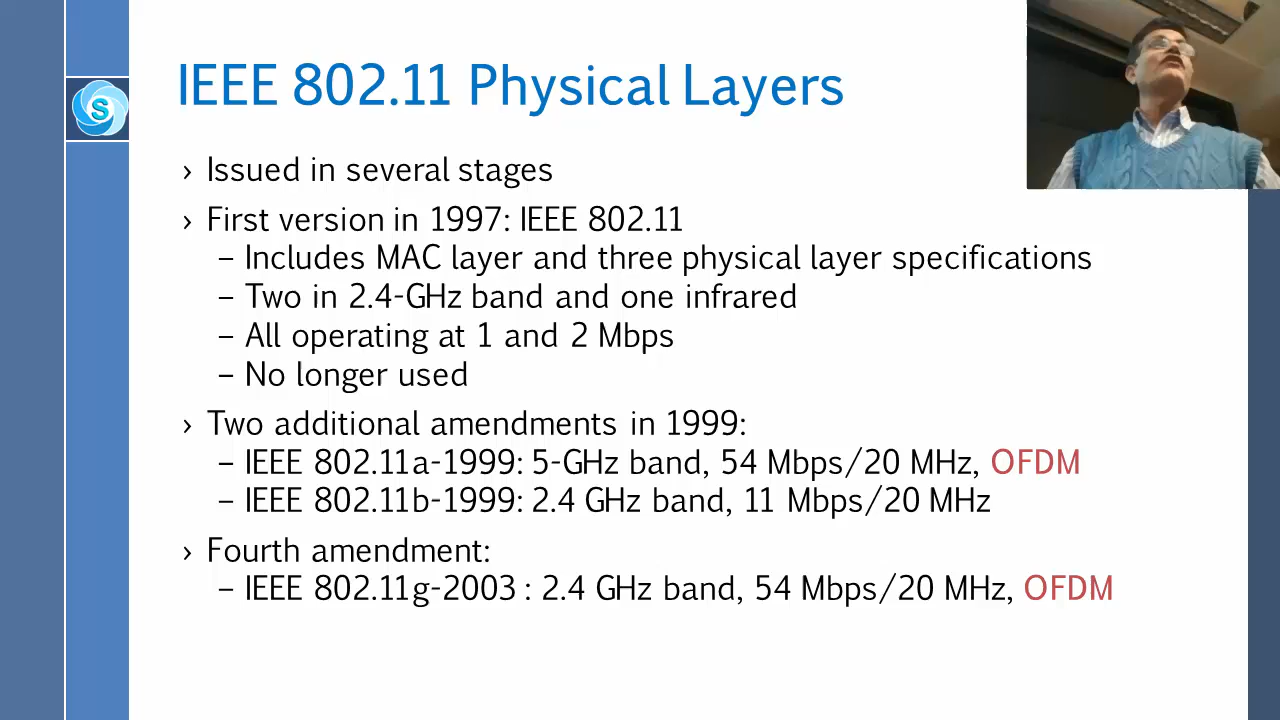 IEEE 802.11 Physical Layers
S
› Issued in several stages
› First version in 1997: IEEE 802.11
– Includes MAC layer and three physical layer specifications
– Two in 2.4-GHz band and one infrared
– All operating at 1 and 2 Mbps
– No longer used
› Two additional amendments in 1999:
– IEEE 802.11a-1999: 5-GHz band, 54 Mbps/20 MHz, OFDM
– IEEE 802.11b-1999: 2.4 GHz band, 11 Mbps/20 MHz
› Fourth amendment:
– IEEE 802.11g-2003 : 2.4 GHz band, 54 Mbps/20 MHz, OFDM